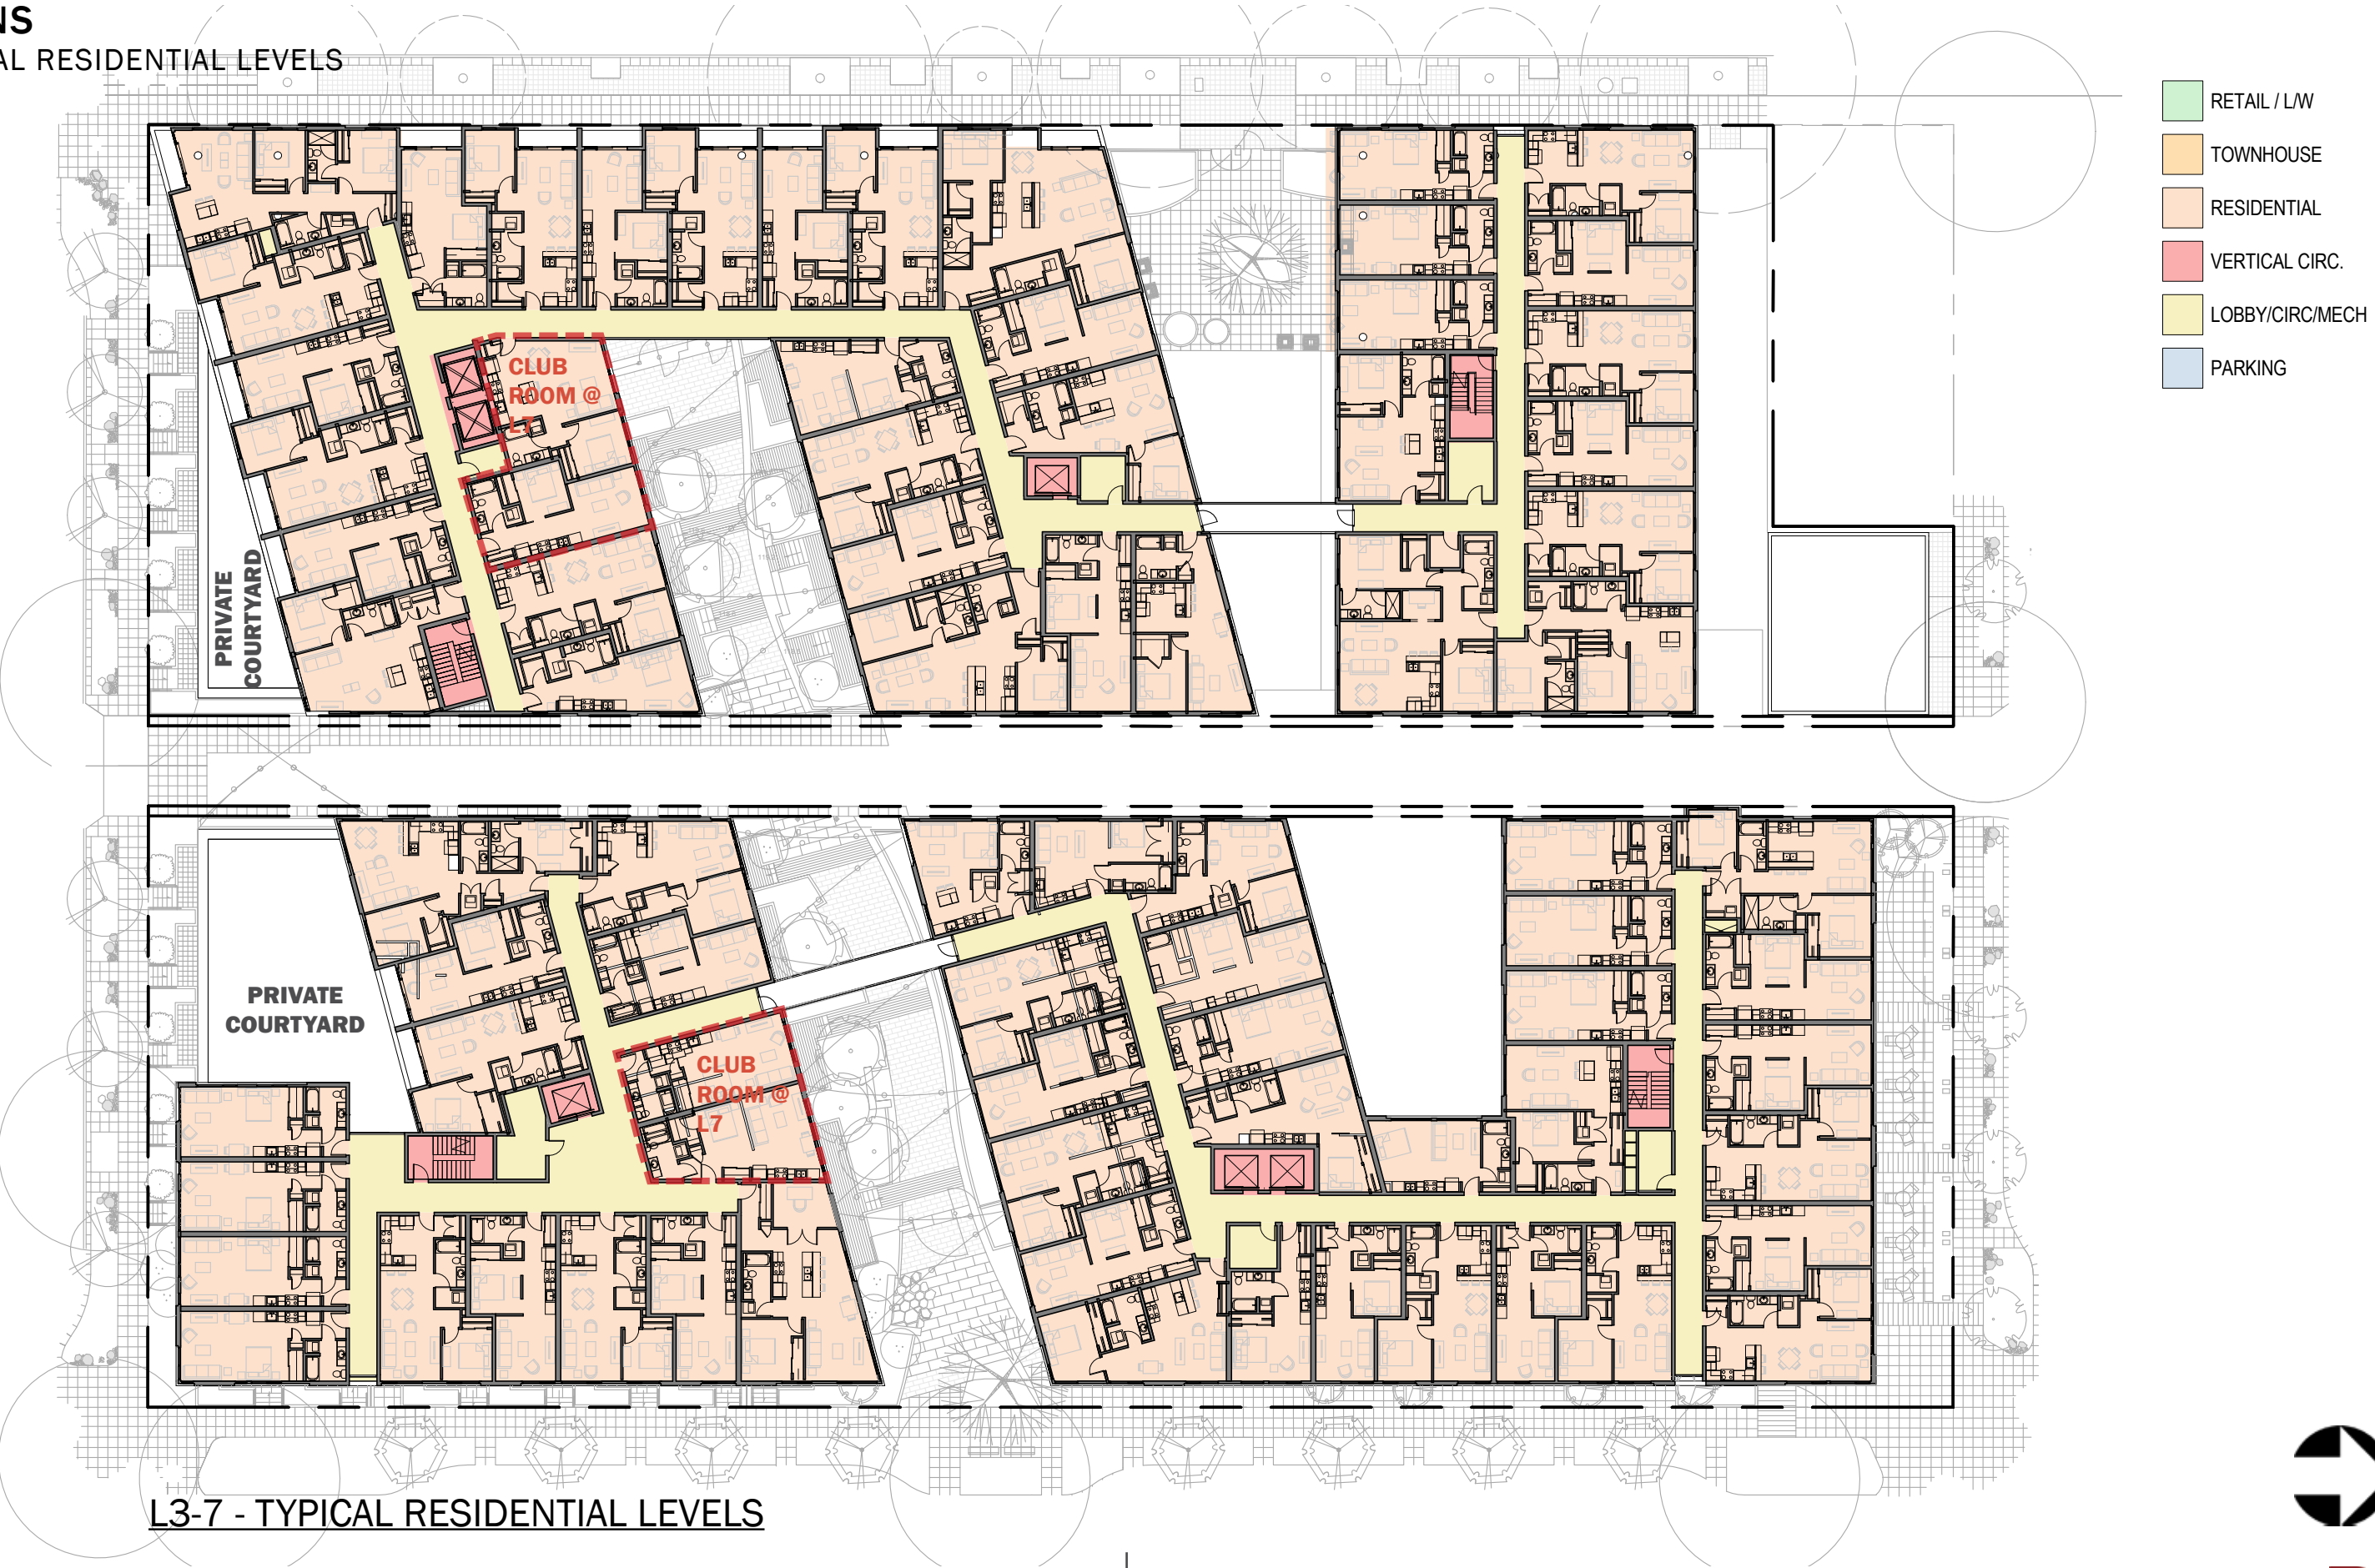 NS
AL RESIDENTIAL LEVELS
RETAIL / L/W
TOWNHOUSE
RESIDENTIAL
VERTICAL CIRC.
LOBBY/CIRC/MECH
PARKING
CLUB
ROOM @
L7
PRIVATE
COURTYARD
PRIVATE
COURTYARD
CLUB
ROOM @
L7
L3-7 - TYPICAL RESIDENTIAL LEVELS